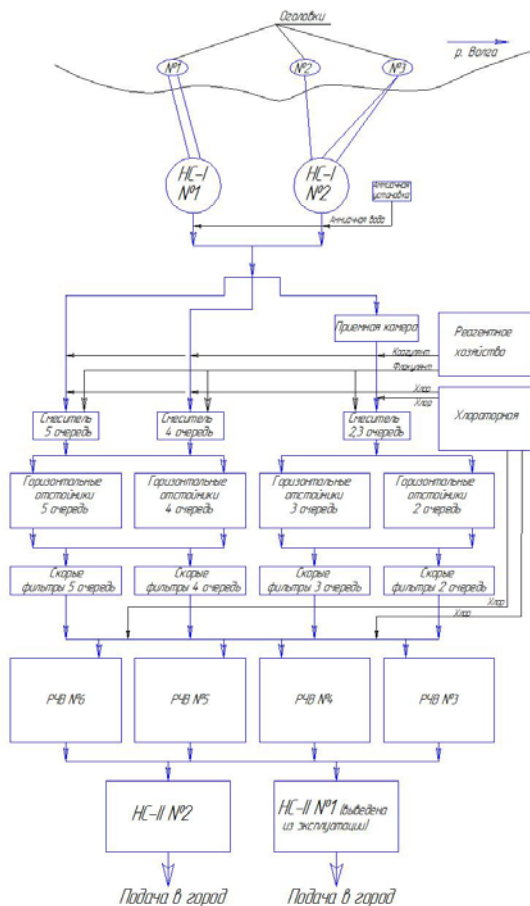 Оголовки
р. Волга
№1
№2
№3
НС-I
№1
НС-I
№2
Аммиачная
установка
Аммиачная вода
Приемная камера
Реагентное
хозяйство
Коагулянт
Флокулянт
Хлор
Хлор
Хлораторная
Смеситель
5 очередь
Смеситель
4 очередь
Смеситель
2,3 очередь
Горизонтальные
отстойники
5 очередь
Горизонтальные
отстойники
4 очередь
Горизонтальные
отстойники
3 очередь
Горизонтальные
отстойники
2 очередь
Скорые
фильтры 5 очередь
Скорые
фильтры 4 очередь
Скорые
фильтры 3 очередь
Скорые
фильтры 2 очередь
Хлор
Хлор
РЧВ №6
РЧВ №5
РЧВ №4
РЧВ №3
НС-II №2
НС-II №1 (выведена
из эксплуатации)
Подача в город
Подача в город